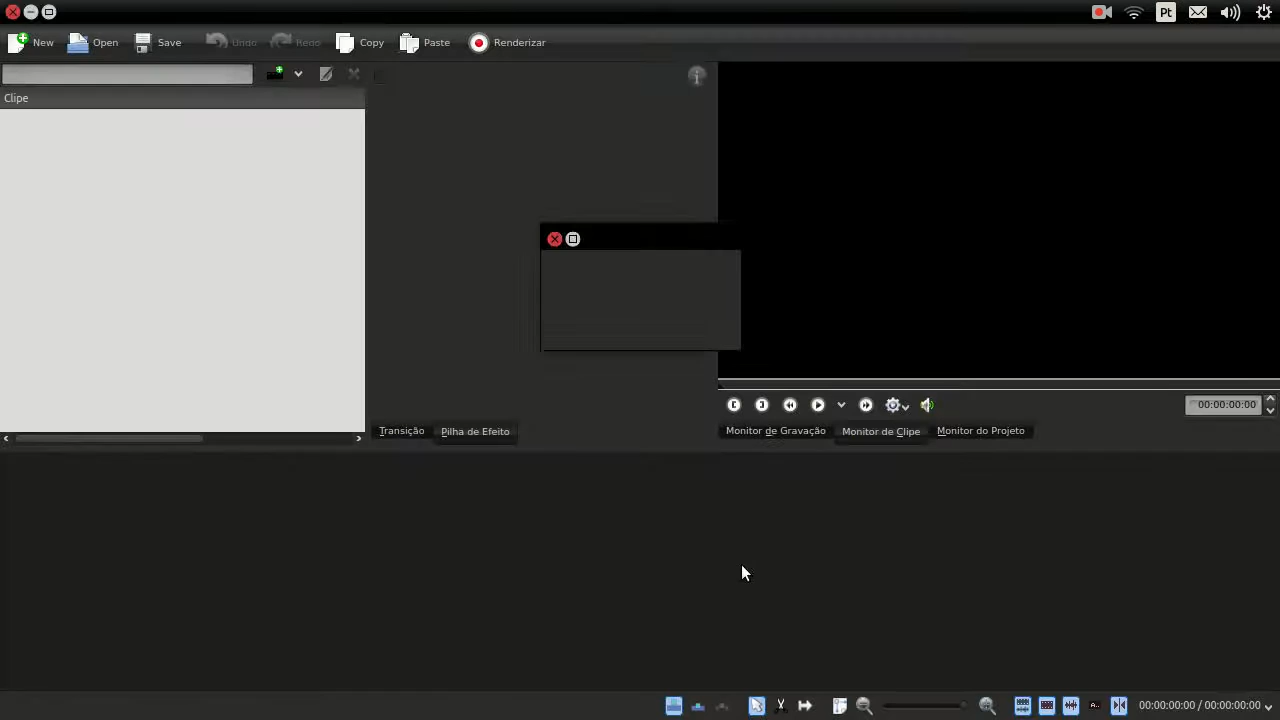 Pt
New Open Save Undo Redo Copy Paste Renderizar
Clipe
00:00:00:00
Transição Pilha de Efeito
Monitor de Gravação Monitor de Clipe Monitor do Projeto
00:00:00:00 / 00:00:00:00